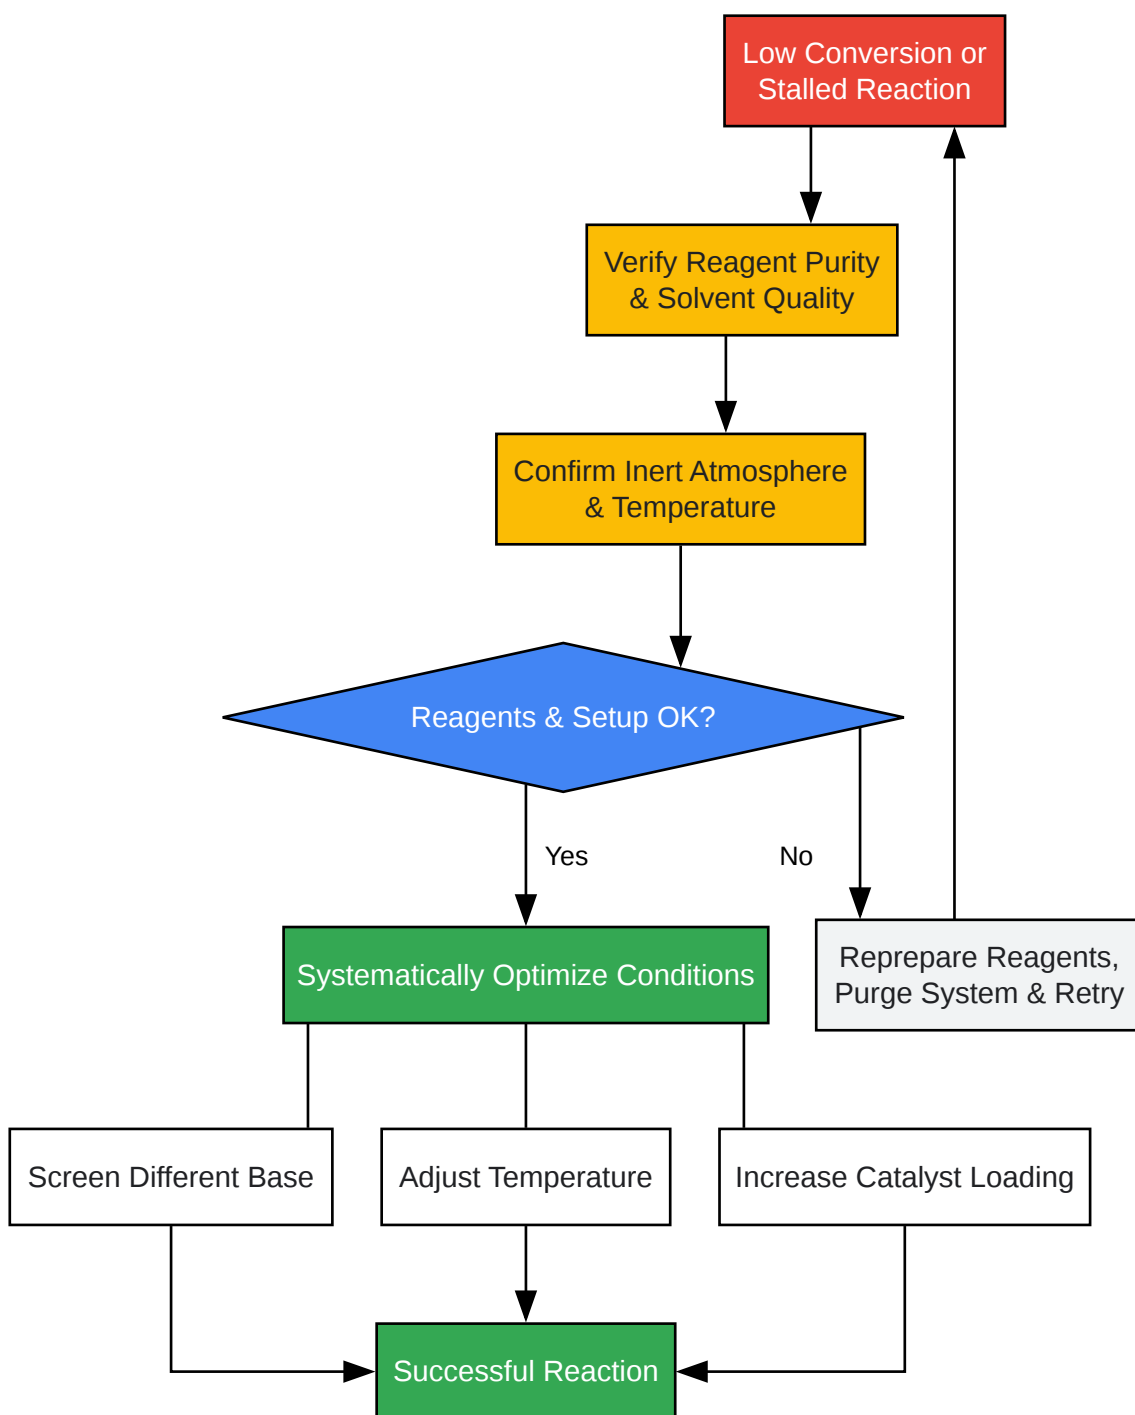 Low Conversion or
Stalled Reaction
Verify Reagent Purity
& Solvent Quality
Confirm Inert Atmosphere
& Temperature
Reagents & Setup OK?
Yes
No
Systematically Optimize Conditions
Reprepare Reagents,
Purge System & Retry
Screen Different Base
Adjust Temperature
Increase Catalyst Loading
Successful Reaction